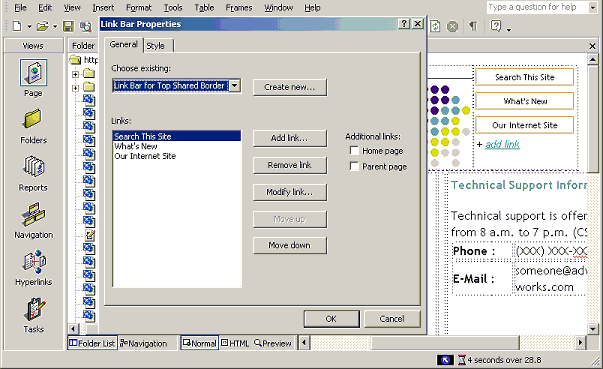 Link Bar Properties
File Edit View Insert Format Tools Table Frames Window Help
Type a question for help
General Style
Views
Folder
http
Choose existing:
Link Bar for Top Shared Border
Create new...
Links:
Search This Site
What's New
Our Internet Site
Add link...
Remove link
Modify link...
Move up
Move down
Additional links:
Home page
Parent page
OK Cancel
Page
Folders
Reports
Navigation
Hyperlinks
Tasks
Search This Site
What's New
Our Internet Site
+ add link
Technical Support Infor
Technical support is offe
from 8 a.m. to 7 p.m. (CS
Phone : (XXX) XXX-XX
E-Mail : someone@adv
works.com
Folder List Navigation Normal HTML Preview
4 seconds over 28.8